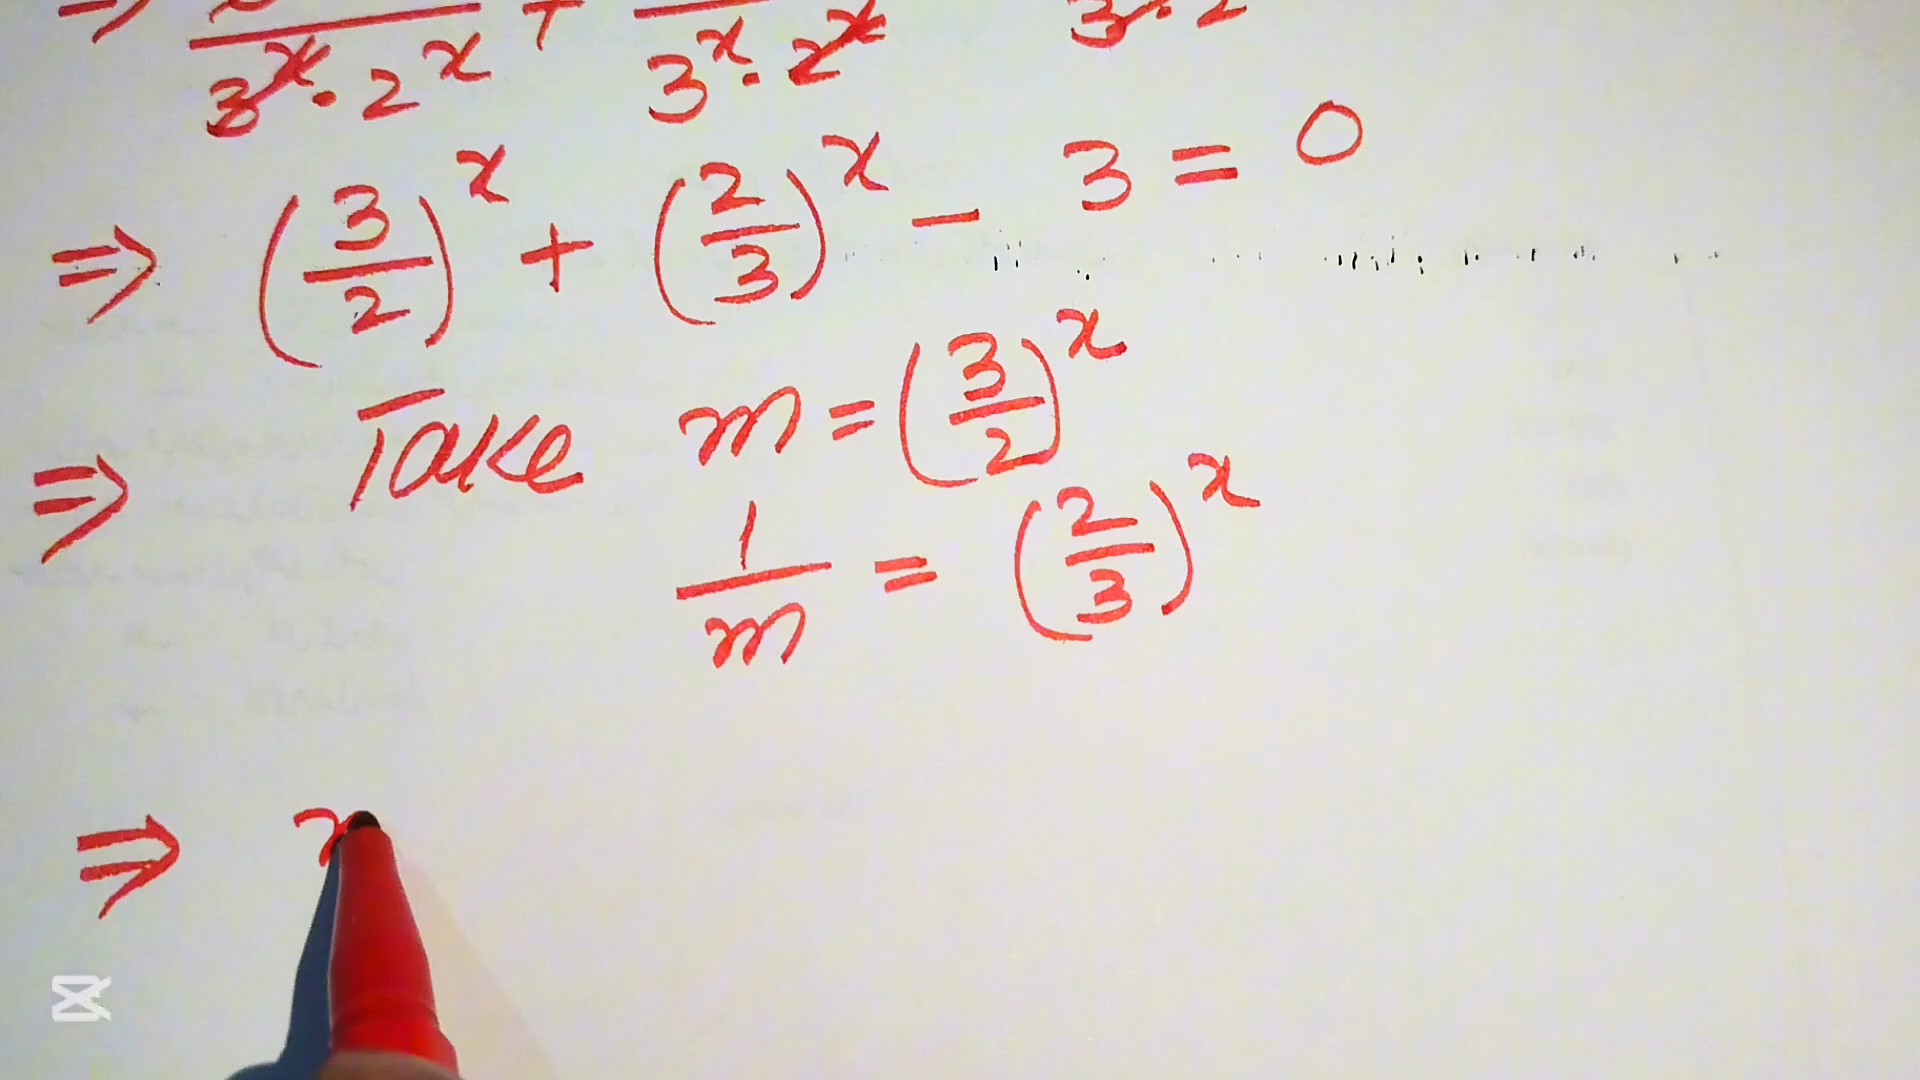 ⇒ 3^x · 2^x + 3^x · 2^x
⇒ (3/2)^x + (2/3)^x - 3 = 0
⇒ Take m = (3/2)^x
1/m = (2/3)^x
⇒